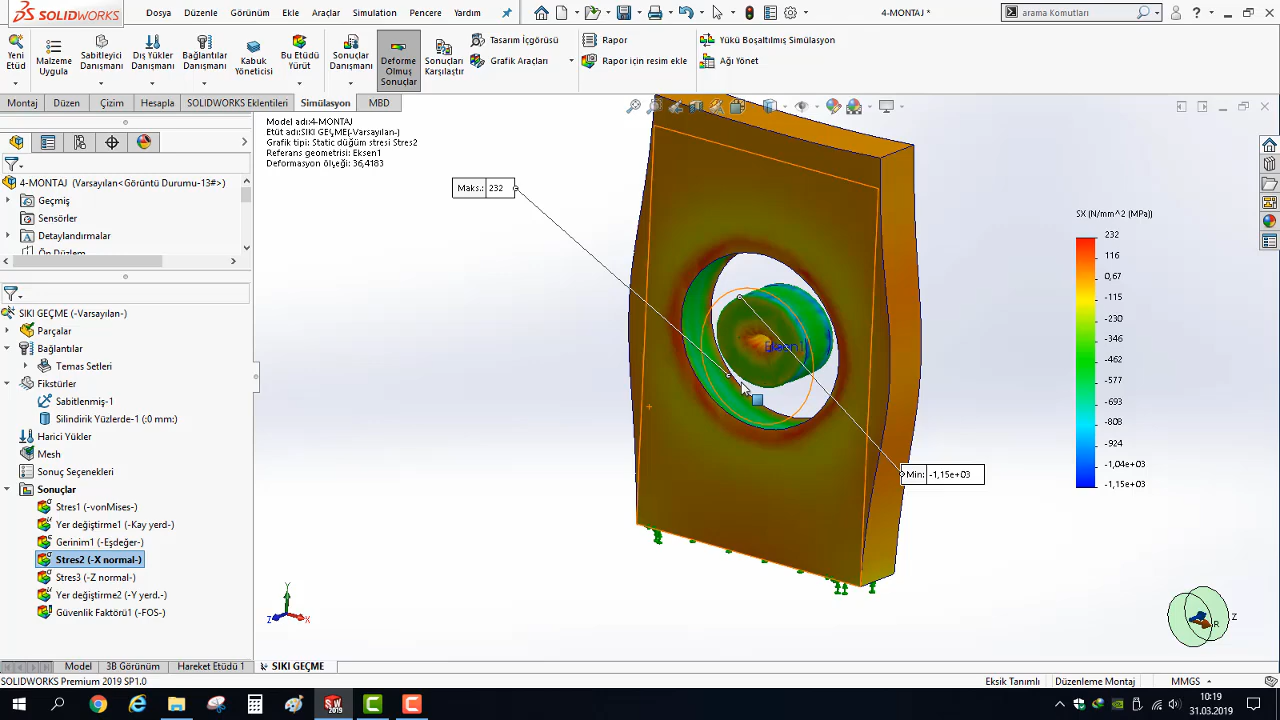 SOLIDWORKS
Dosya Düzenle Görünüm Ekle Araçlar Simulation Pencere Yardım
4-MONTAJ *
arama Komutları
Yeni Etüd
Malzeme Uygula
Sabitleyici Danışmanı
Dış Yükler Danışmanı
Bağlantılar Danışmanı
Kabuk Yöneticisi
Bu Etüdü Yürüt
Sonuçlar Danışmanı
Deforme Olmuş Sonuçlar
Sonuçları Karşılaştır
Tasarım İçgörüsü
Grafik Araçları
Rapor
Rapor için resim ekle
Yükü Boşaltılmış Simülasyon
Ağı Yönet
Montaj Düzen Çizim Hesapla SOLIDWORKS Eklentileri Simülasyon MBD
Model adı:4-MONTAJ
Etüt adı:SIKI GEÇME(-Varsayılan-)
Grafik tipi: Static düğüm stresi Stres2
Referans geometrisi: Eksen1
Deformasyon ölçeği: 36,4183
4-MONTAJ (Varsayılan<Görüntü Durumu-13#>)
Geçmiş
Sensörler
Detaylandırmalar
Ön Düzlem
SIKI GEÇME (-Varsayılan-)
Parçalar
Bağlantılar
Temas Setleri
Fikstürler
Sabitlenmiş-1
Silindirik Yüzeyler-1 (:0 mm:)
Harici Yükler
Mesh
Sonuç Seçenekleri
Sonuçlar
Stres1 (-vonMises-)
Yer değiştirme1 (-Kay yerd-)
Gerinim1 (-Eşdeğer-)
Stres2 (-X normal-)
Stres3 (-Z normal-)
Yer değiştirme2 (-Y yerd.-)
Güvenlik Faktörü1 (-FOS-)
Maks.: 232
Eksen1
Min: -1,15e+03
SX (N/mm^2 (MPa))
232
116
0,67
-115
-230
-346
-462
-577
-693
-808
-924
-1,04e+03
-1,15e+03
Y
Z X
R Z
Model 3B Görünüm Hareket Etüdü 1 SIKI GEÇME
SOLIDWORKS Premium 2019 SP1.0
Eksik Tanımlı Düzenleme Montaj MMGS
10:19
31.03.2019